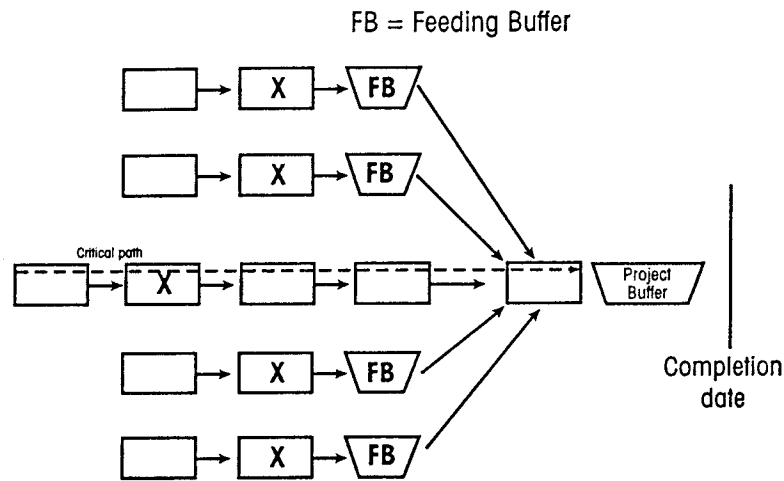 FB = Feeding Buffer
X
FB
X
FB
Critical path
X
Project
Buffer
X
FB
X
FB
Completion
date